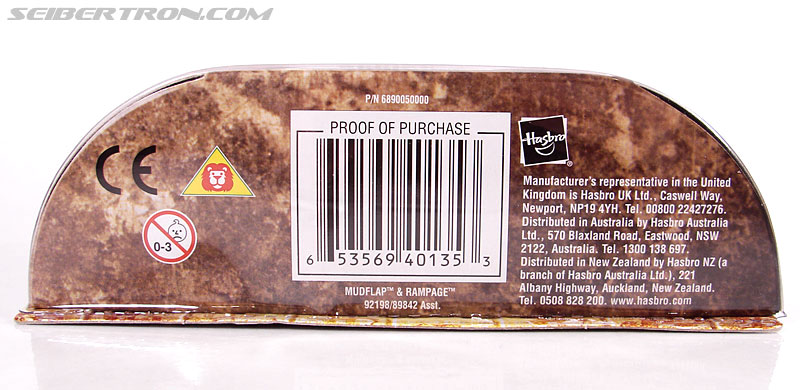 SEIBERTRON.COM
P/N 6890050000
PROOF OF PURCHASE
6 53569 40135 3
MUDFLAP™ & RAMPAGE™
92198/89842 Asst.
CE
0-3
Hasbro
®
Manufacturer's representative in the United
Kingdom is Hasbro UK Ltd., Caswell Way,
Newport, NP19 4YH. Tel. 00800 22427276.
Distributed in Australia by Hasbro Australia
Ltd., 570 Blaxland Road, Eastwood, NSW
2122, Australia. Tel. 1300 138 697.
Distributed in New Zealand by Hasbro NZ (a
branch of Hasbro Australia Ltd.), 221
Albany Highway, Auckland, New Zealand.
Tel. 0508 828 200. www.hasbro.com